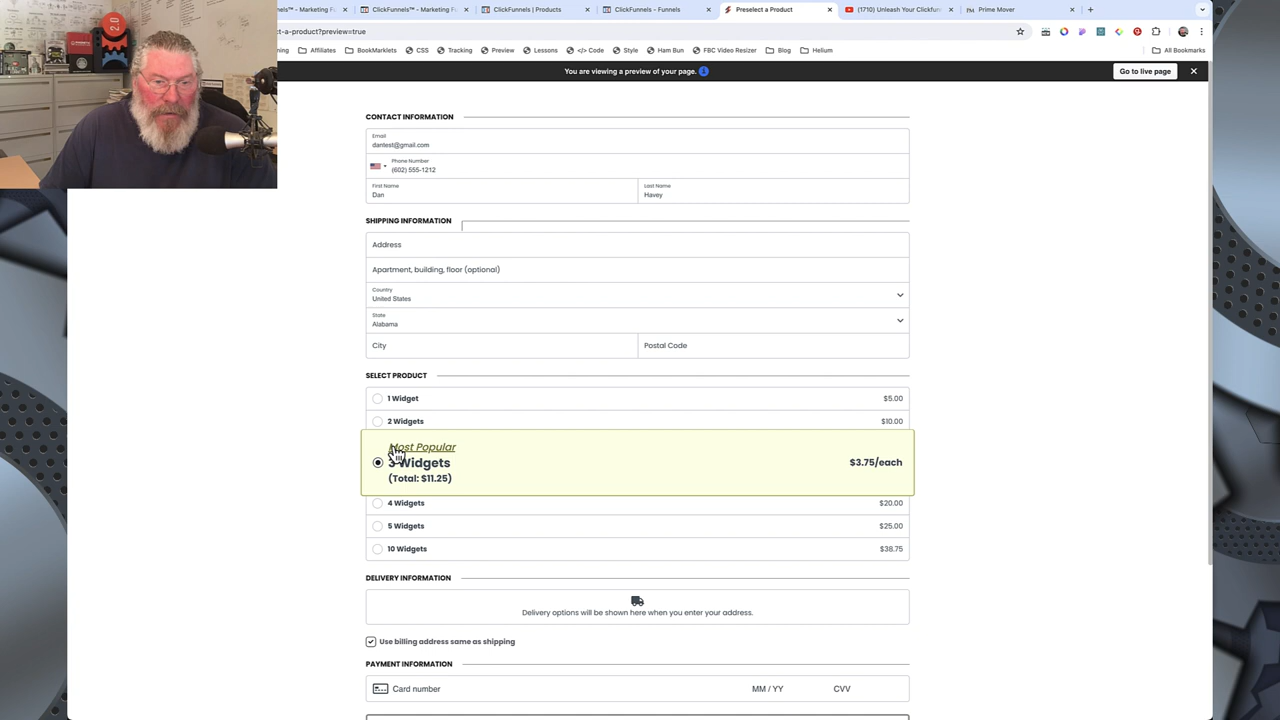 ClickFunnels™ - Marketing F
ClickFunnels | Products
ClickFunnels - Funnels
Preselect a Product
(1710) Unleash Your Clickfun
Prime Mover
ct-a-product?preview=true
Affiliates
BookMarklets
CSS
Tracking
Preview
Lessons
</> Code
Style
Ham Bun
FBC Video Resizer
Blog
Helium
All Bookmarks
2.0
You are viewing a preview of your page.
Go to live page
CONTACT INFORMATION
Email
dantest@gmail.com
Phone Number
(602) 555-1212
First Name
Last Name
Dan
Havey
SHIPPING INFORMATION
Address
Apartment, building, floor (optional)
Country
United States
State
Alabama
City
Postal Code
SELECT PRODUCT
1 Widget $5.00
2 Widgets $10.00
Most Popular
3 Widgets $3.75/each
(Total: $11.25)
4 Widgets $20.00
5 Widgets $25.00
10 Widgets $38.75
DELIVERY INFORMATION
Delivery options will be shown here when you enter your address.
Use billing address same as shipping
PAYMENT INFORMATION
Card number MM / YY CVV